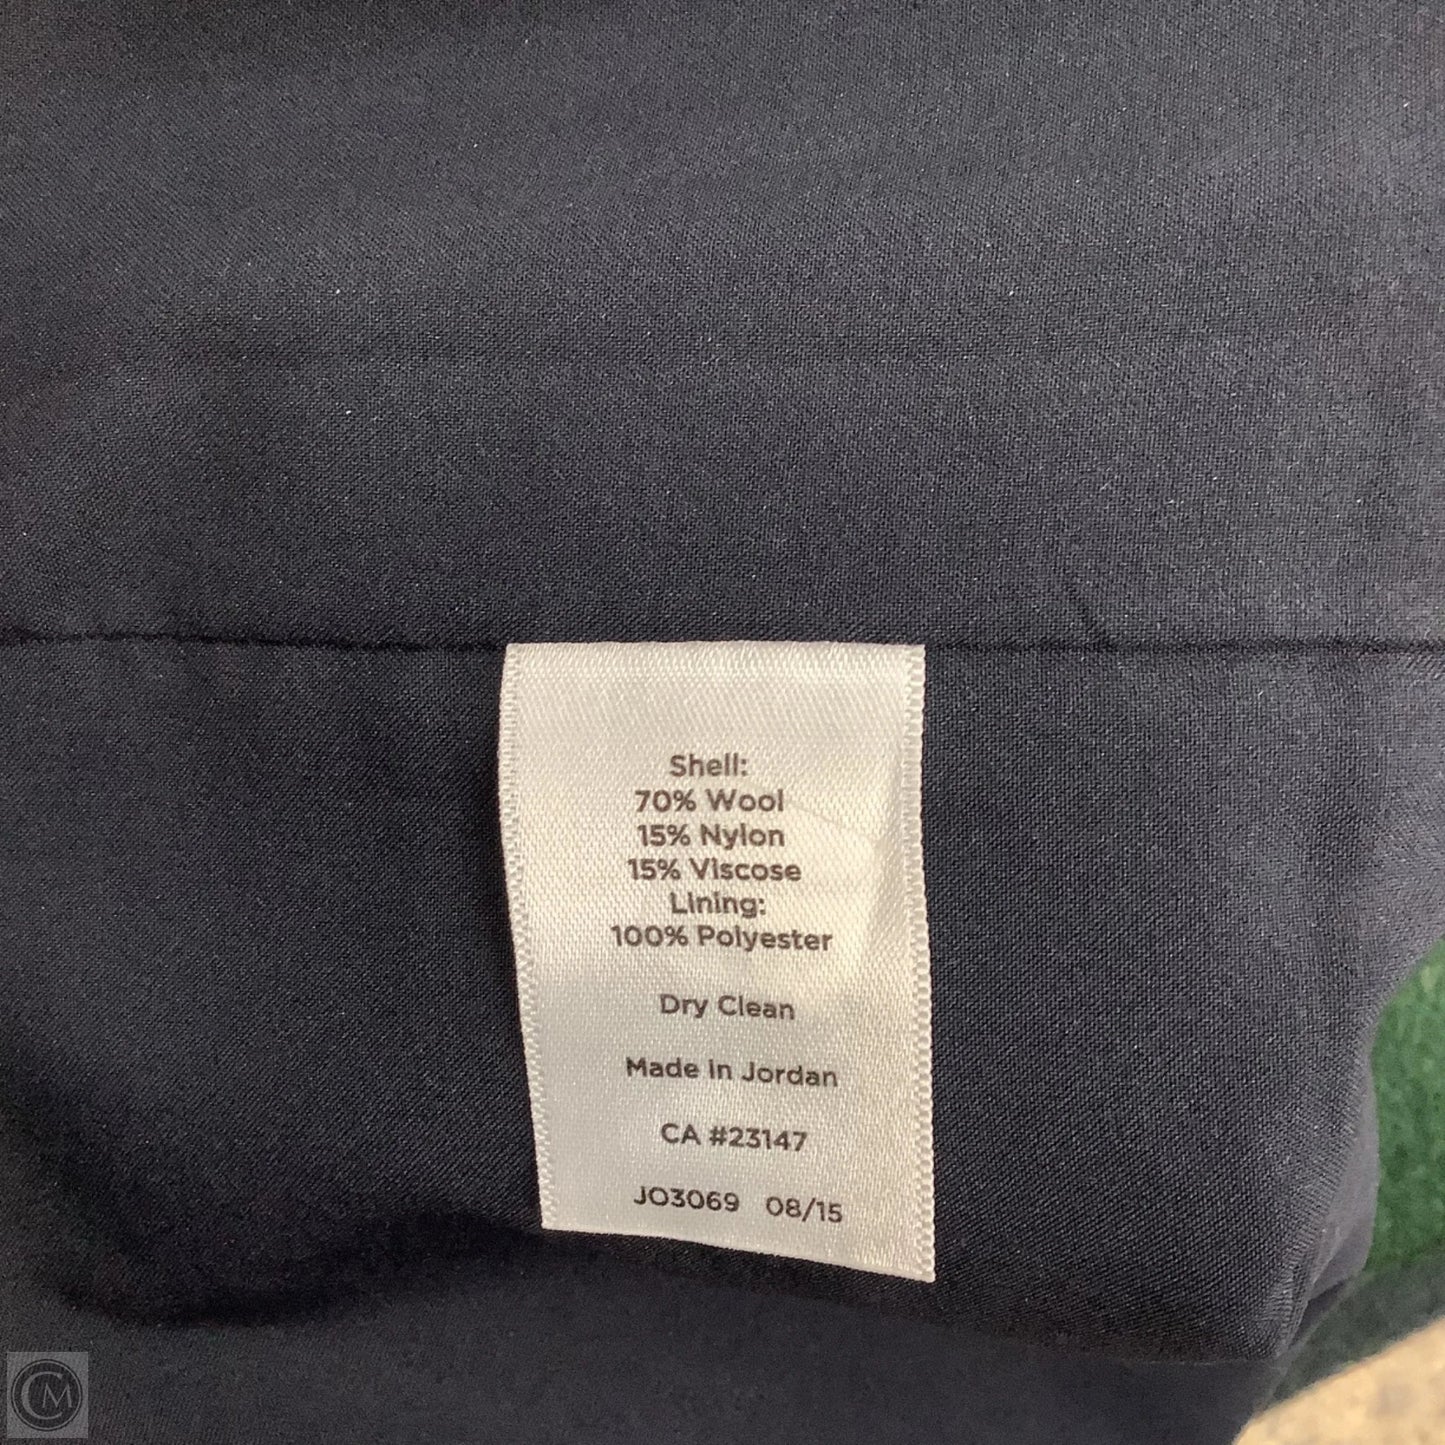 Shell:
70% Wool
15% Nylon
15% Viscose
Lining:
100% Polyester
Dry Clean
Made in Jordan
CA #23147
JO3069 08/15
CM